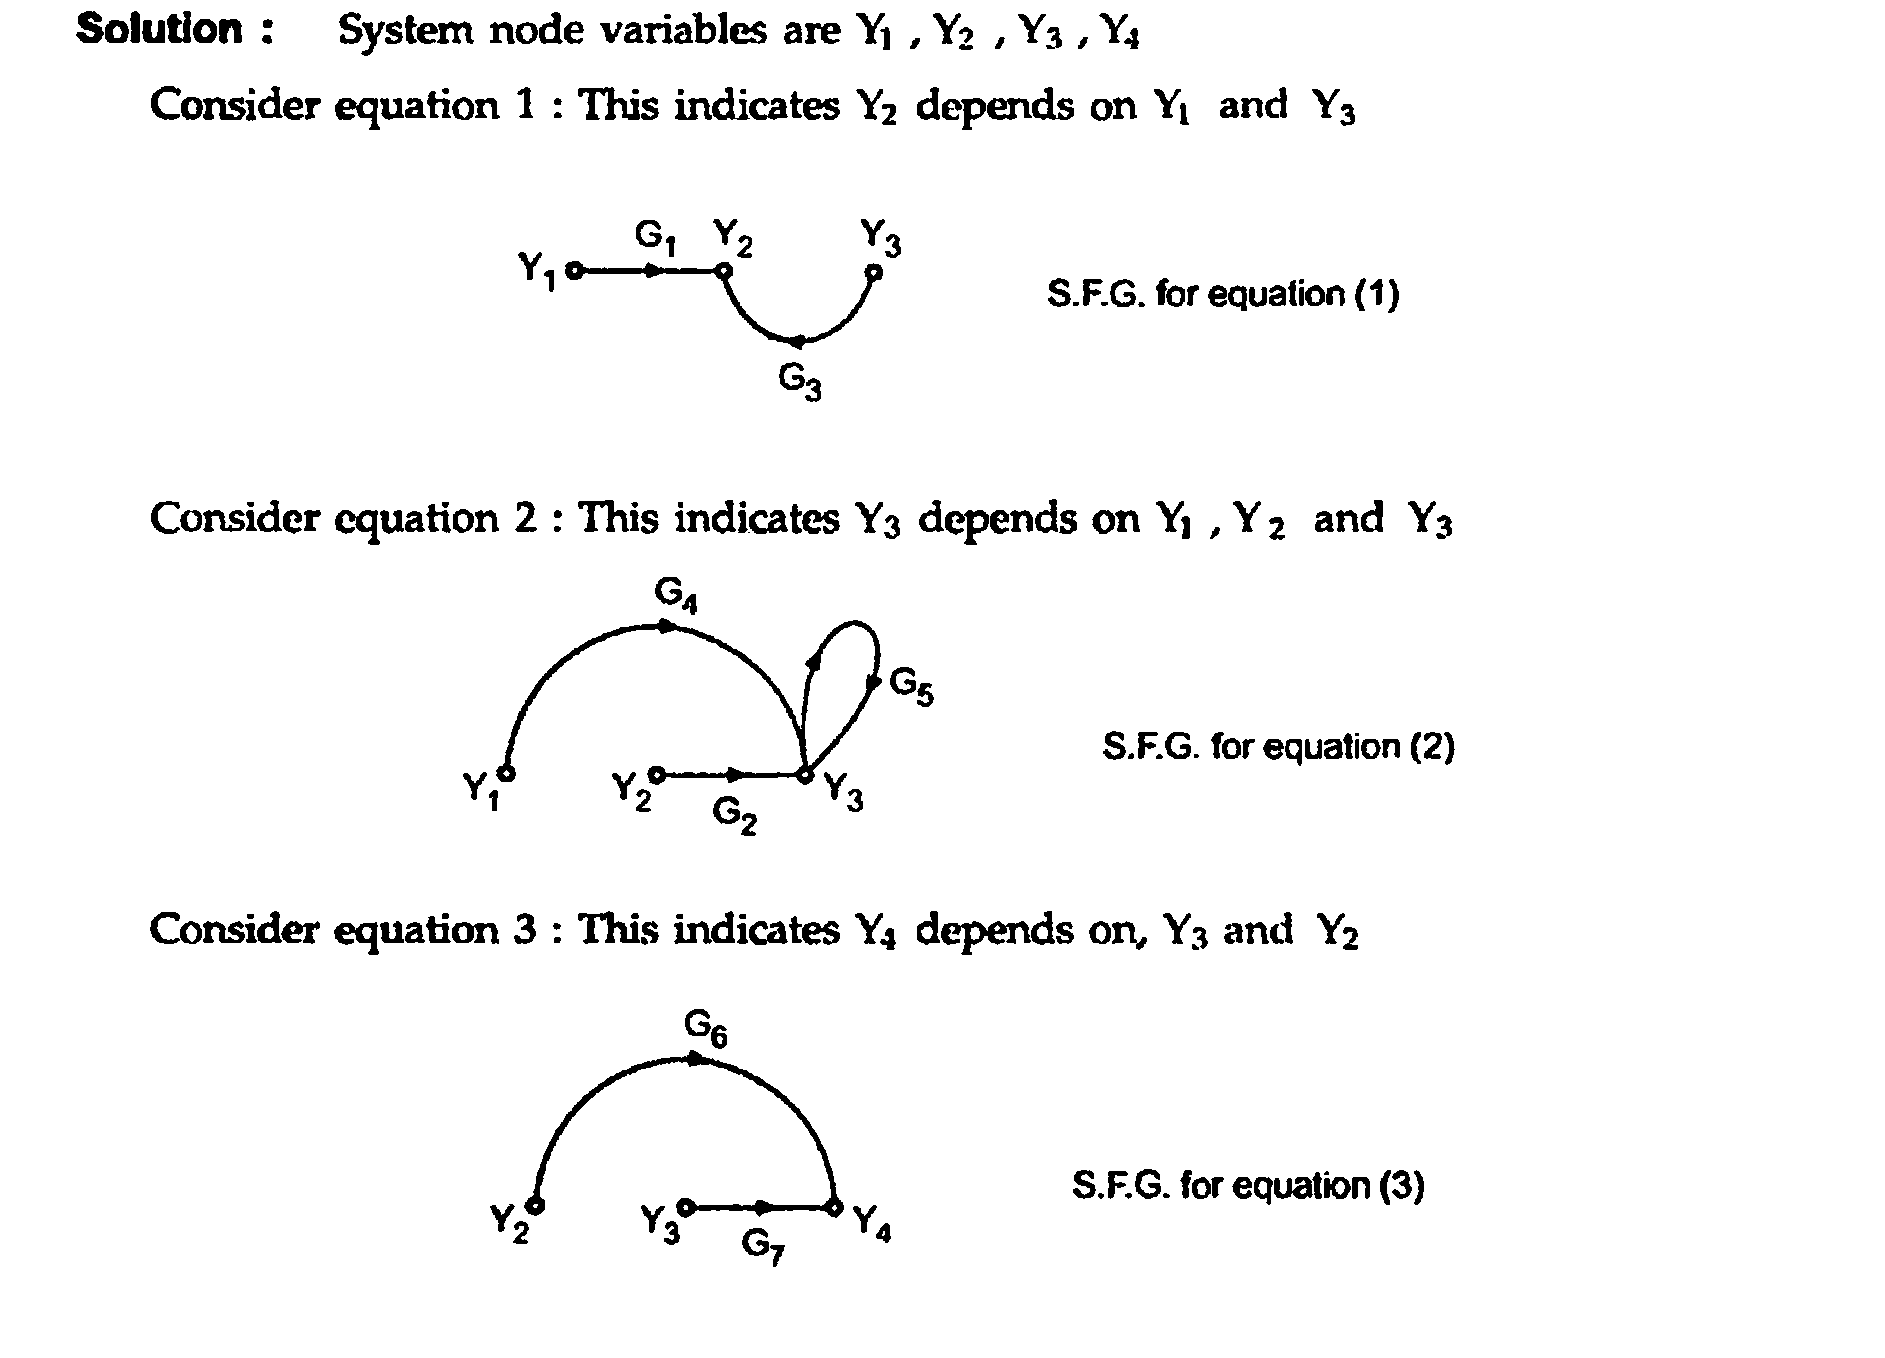 Solution : System node variables are Y1 , Y2 , Y3 , Y4
Consider equation 1 : This indicates Y2 depends on Y1 and Y3
G1 Y2 Y3
Y1
S.F.G. for equation (1)
G3
Consider equation 2 : This indicates Y3 depends on Y1 , Y2 and Y3
G4
G5
S.F.G. for equation (2)
Y1 Y2 Y3
G2
Consider equation 3 : This indicates Y4 depends on, Y3 and Y2
G6
S.F.G. for equation (3)
Y2 Y3 Y4
G7